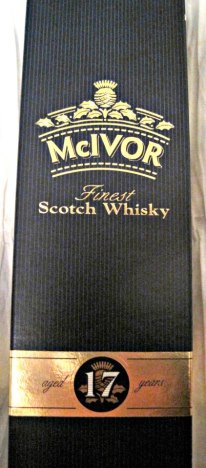 McIVOR
Finest
Scotch Whisky
aged 17 years